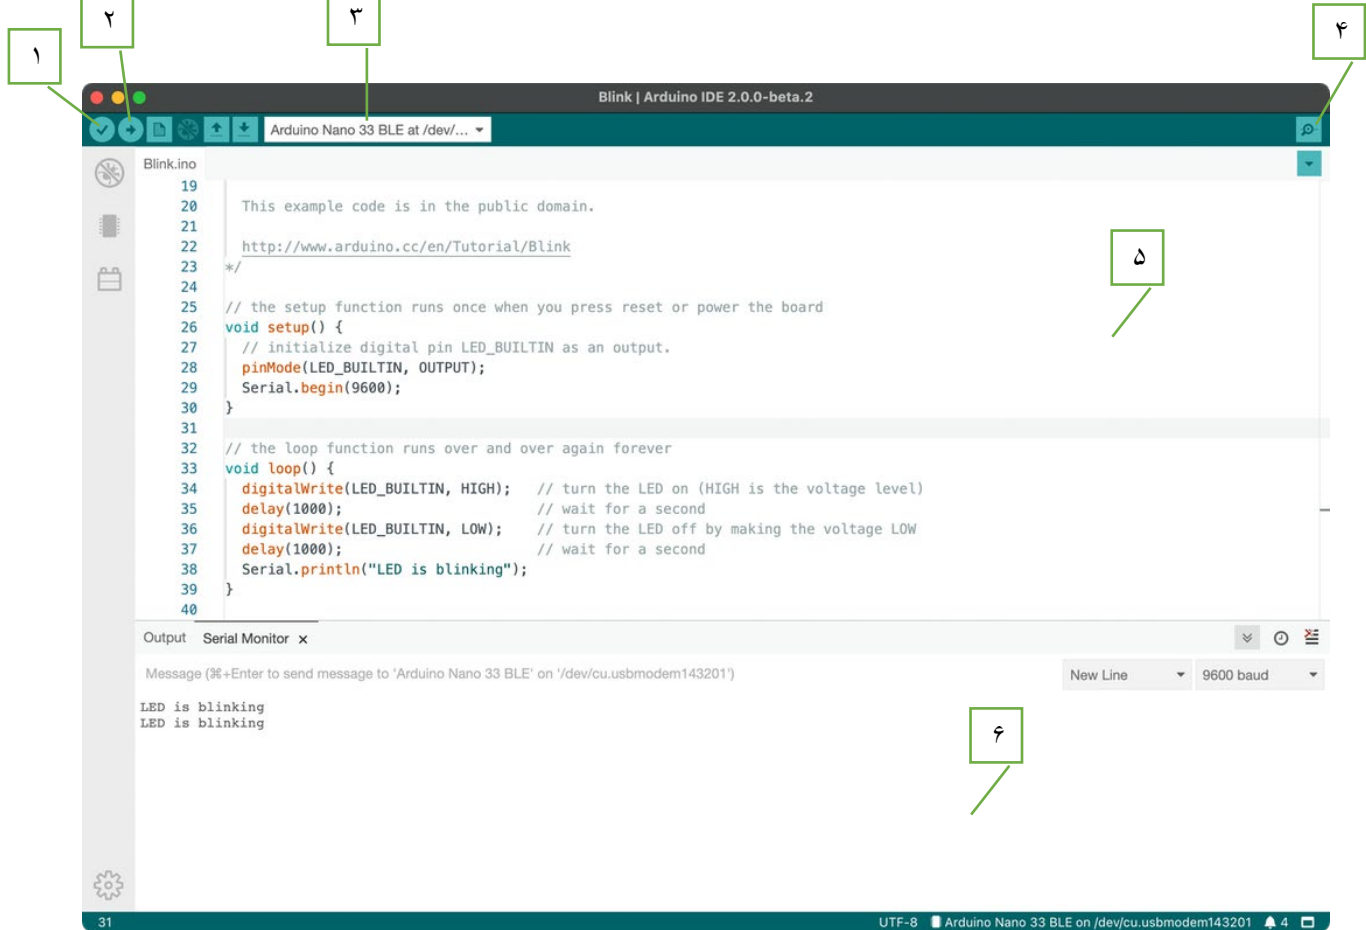 ۱
۲
۳
۴
Blink | Arduino IDE 2.0.0-beta.2
Arduino Nano 33 BLE at /dev/...
Blink.ino
19
20 This example code is in the public domain.
21
22 http://www.arduino.cc/en/Tutorial/Blink
23 */
24
25 // the setup function runs once when you press reset or power the board
26 void setup() {
27 // initialize digital pin LED_BUILTIN as an output.
28 pinMode(LED_BUILTIN, OUTPUT);
29 Serial.begin(9600);
30 }
31
32 // the loop function runs over and over again forever
33 void loop() {
34 digitalWrite(LED_BUILTIN, HIGH); // turn the LED on (HIGH is the voltage level)
35 delay(1000); // wait for a second
36 digitalWrite(LED_BUILTIN, LOW); // turn the LED off by making the voltage LOW
37 delay(1000); // wait for a second
38 Serial.println("LED is blinking");
39 }
40
۵
Output Serial Monitor x
Message (⌘+Enter to send message to 'Arduino Nano 33 BLE' on '/dev/cu.usbmodem143201')
New Line
9600 baud
LED is blinking
LED is blinking
۶
31
UTF-8 Arduino Nano 33 BLE on /dev/cu.usbmodem143201 4